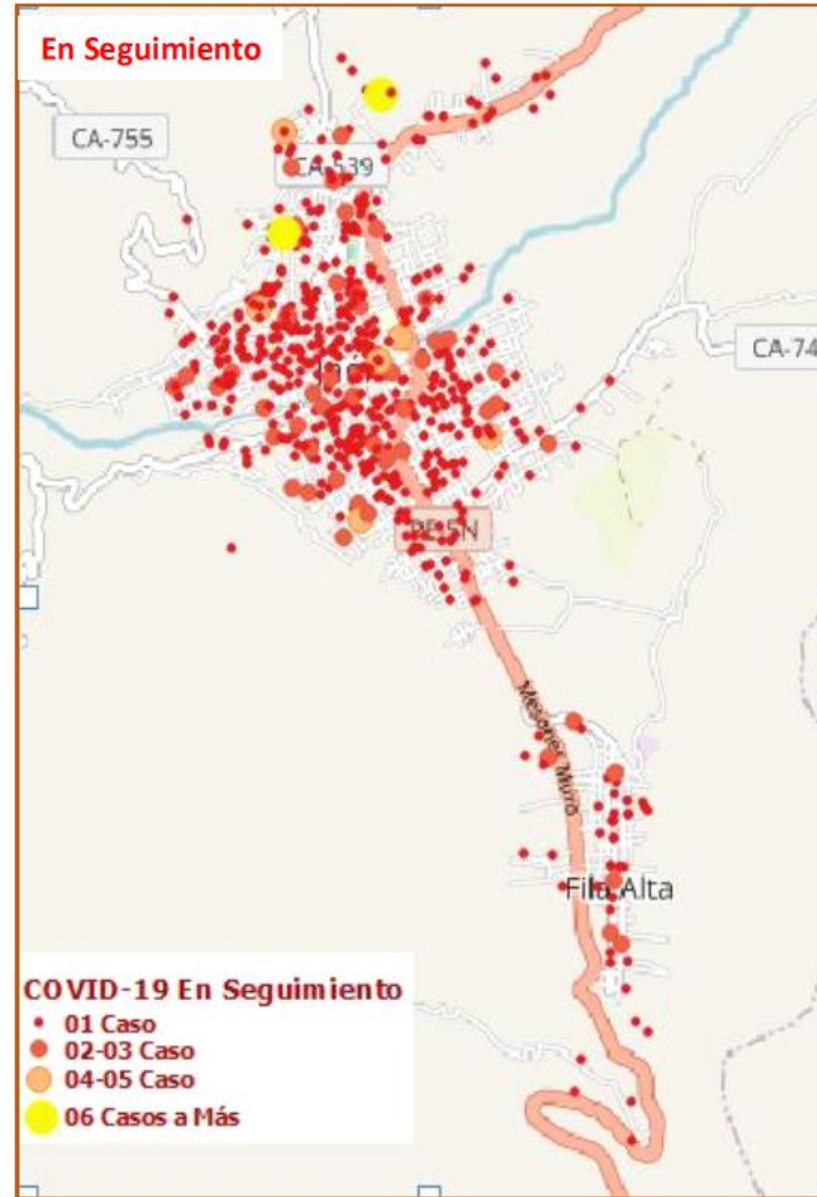 En Seguimiento
CA-755
CA-539
CA-74
Jaén
PE-5N
Mesones Muro
Fila Alta
COVID-19 En Seguimiento
01 Caso
02-03 Caso
04-05 Caso
06 Casos a Más